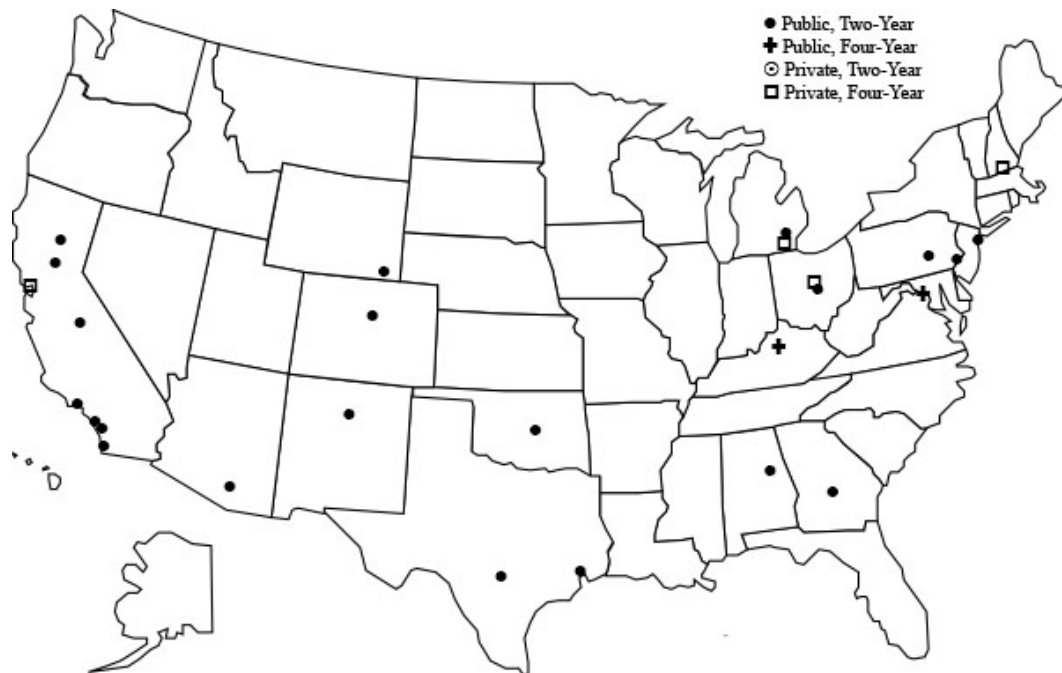 Public, Two-Year
Public, Four-Year
Private, Two-Year
Private, Four-Year